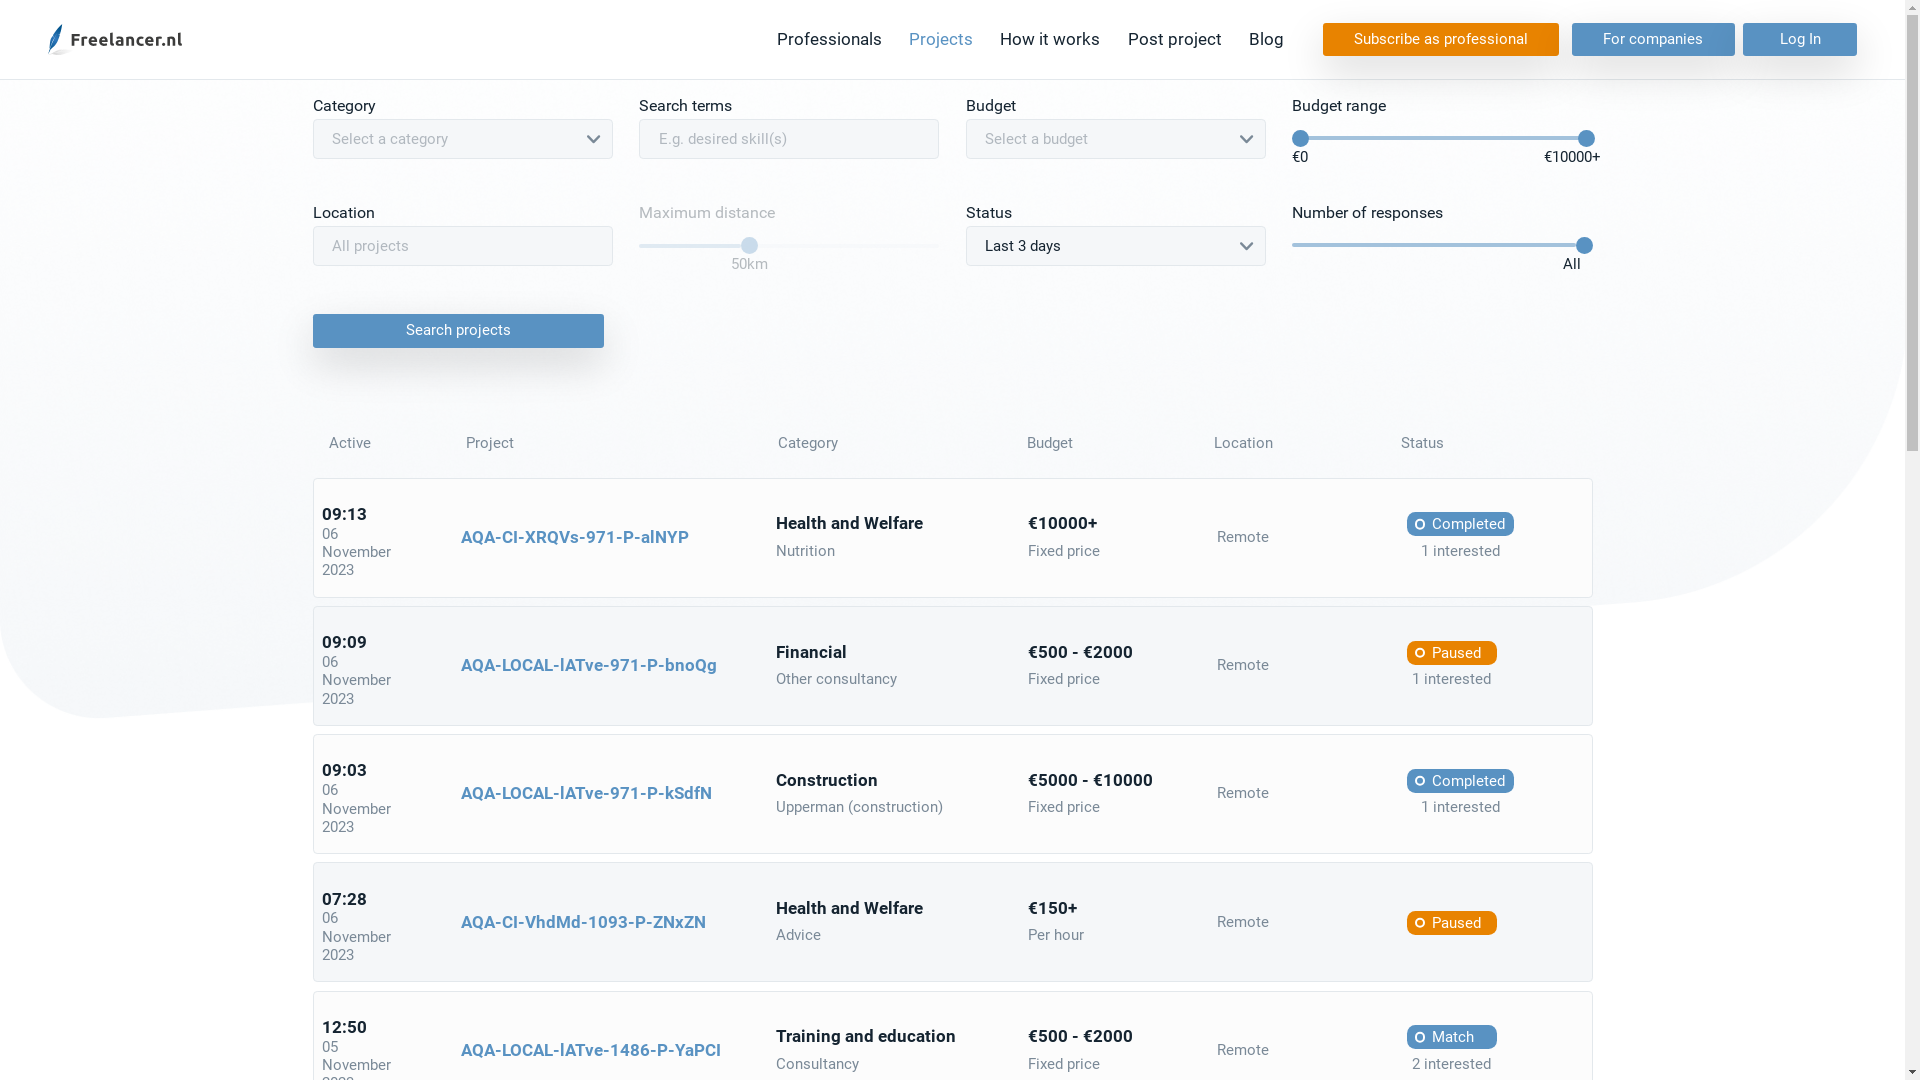 Freelancer.nl
Professionals Projects How it works Post project Blog Subscribe as professional For companies Log In
Category Search terms Budget Budget range
Select a category E.g. desired skill(s) Select a budget
€0 €10000+
Location Maximum distance Status Number of responses
All projects Last 3 days
50km All
Search projects
Active Project Category Budget Location Status
09:13
06
November
2023
AQA-CI-XRQVs-971-P-alNYP
Health and Welfare
Nutrition
€10000+
Fixed price
Remote
Completed
1 interested
09:09
06
November
2023
AQA-LOCAL-lATve-971-P-bnoQg
Financial
Other consultancy
€500 - €2000
Fixed price
Remote
Paused
1 interested
09:03
06
November
2023
AQA-LOCAL-lATve-971-P-kSdfN
Construction
Upperman (construction)
€5000 - €10000
Fixed price
Remote
Completed
1 interested
07:28
06
November
2023
AQA-CI-VhdMd-1093-P-ZNxZN
Health and Welfare
Advice
€150+
Per hour
Remote
Paused
12:50
05
November
2023
AQA-LOCAL-lATve-1486-P-YaPCI
Training and education
Consultancy
€500 - €2000
Fixed price
Remote
Match
2 interested